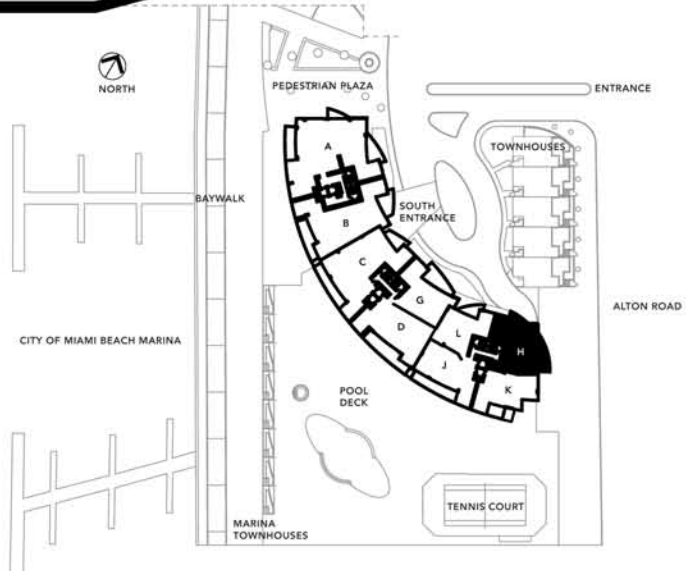 NORTH
PEDESTRIAN PLAZA
ENTRANCE
A
TOWNHOUSES
BAYWALK
SOUTH
ENTRANCE
B
C
G
ALTON ROAD
D
L
H
CITY OF MIAMI BEACH MARINA
J
K
POOL
DECK
TENNIS COURT
MARINA
TOWNHOUSES